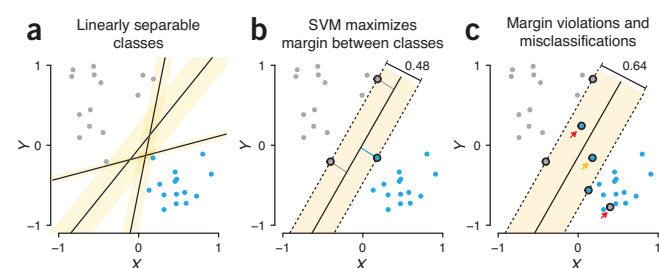 a
Linearly separable
classes
1
0
−1
Y
−1
0
1
X
b
SVM maximizes
margin between classes
0.48
1
0
−1
Y
−1
0
1
X
c
Margin violations and
misclassifications
0.64
1
0
−1
Y
−1
0
1
X